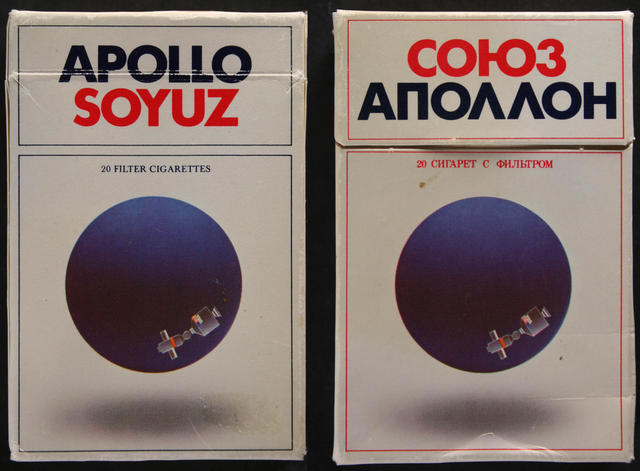 APOLLO
SOYUZ
20 FILTER CIGARETTES
СОЮЗ
АПОЛЛОН
20 СИГАРЕТ С ФИЛЬТРОМ